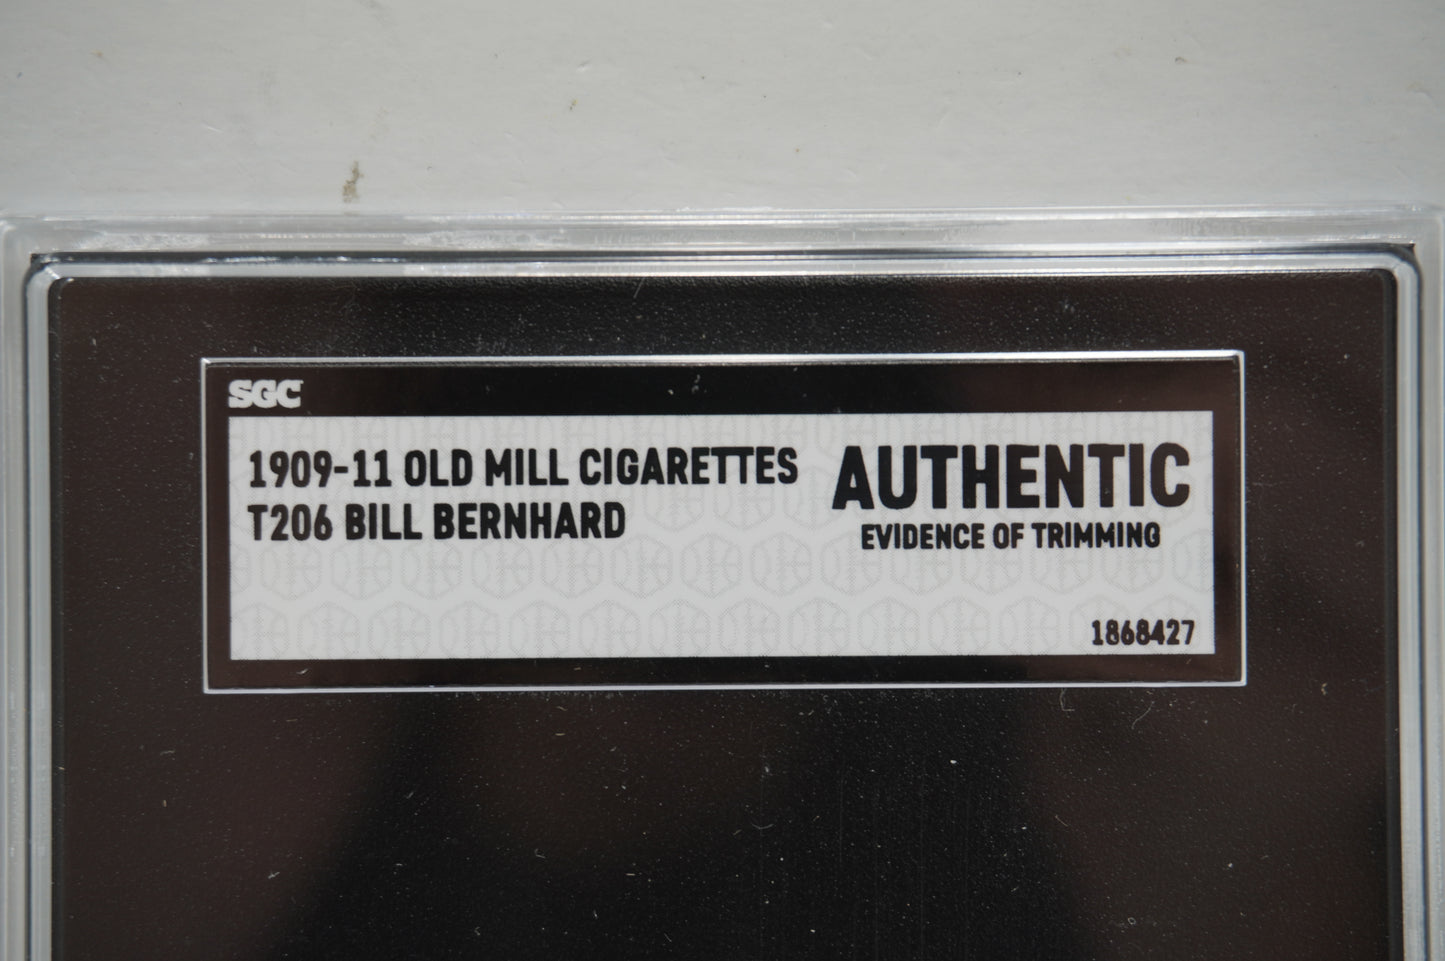 SGC
1909-11 OLD MILL CIGARETTES
T206 BILL BERNHARD
AUTHENTIC
EVIDENCE OF TRIMMING
1868427